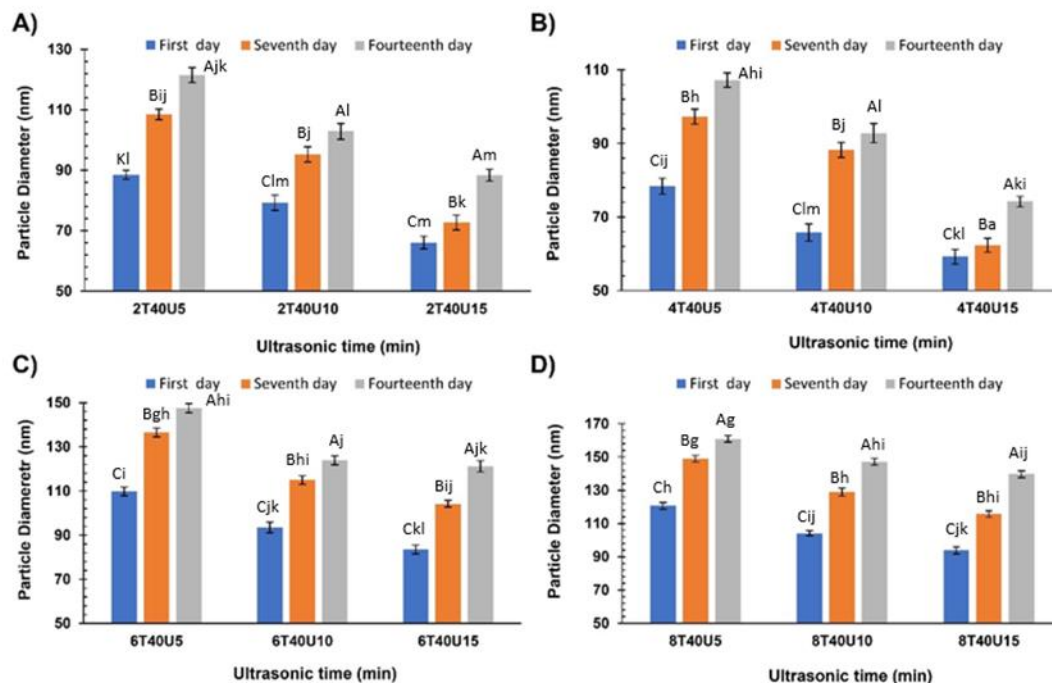 A)
First day Seventh day Fourteenth day
130
110
90
70
50
Particle Diameter (nm)
Kl Bij Ajk
Clm Bj Al
Cm Bk Am
2T40U5 2T40U10 2T40U15
Ultrasonic time (min)
B)
First day Seventh day Fourteenth day
110
90
70
50
Particle Diameter (nm)
Cij Bh Ahi
Clm Bj Al
Ckl Ba Aki
4T40U5 4T40U10 4T40U15
Ultrasonic time (min)
C)
First day Seventh day Fourteenth day
150
130
110
90
70
50
Particle Diameretr (nm)
Ci Bgh Ahi
Cjk Bhi Aj
Ckl Bij Ajk
6T40U5 6T40U10 6T40U15
Ultrasonic time (min)
D)
First day Seventh day Fourteenth day
170
150
130
110
90
70
50
Particle Diameter (nm)
Ch Bg Ag
Cij Bh Ahi
Cjk Bhi Aij
8T40U5 8T40U10 8T40U15
Ultrasonic time (min)